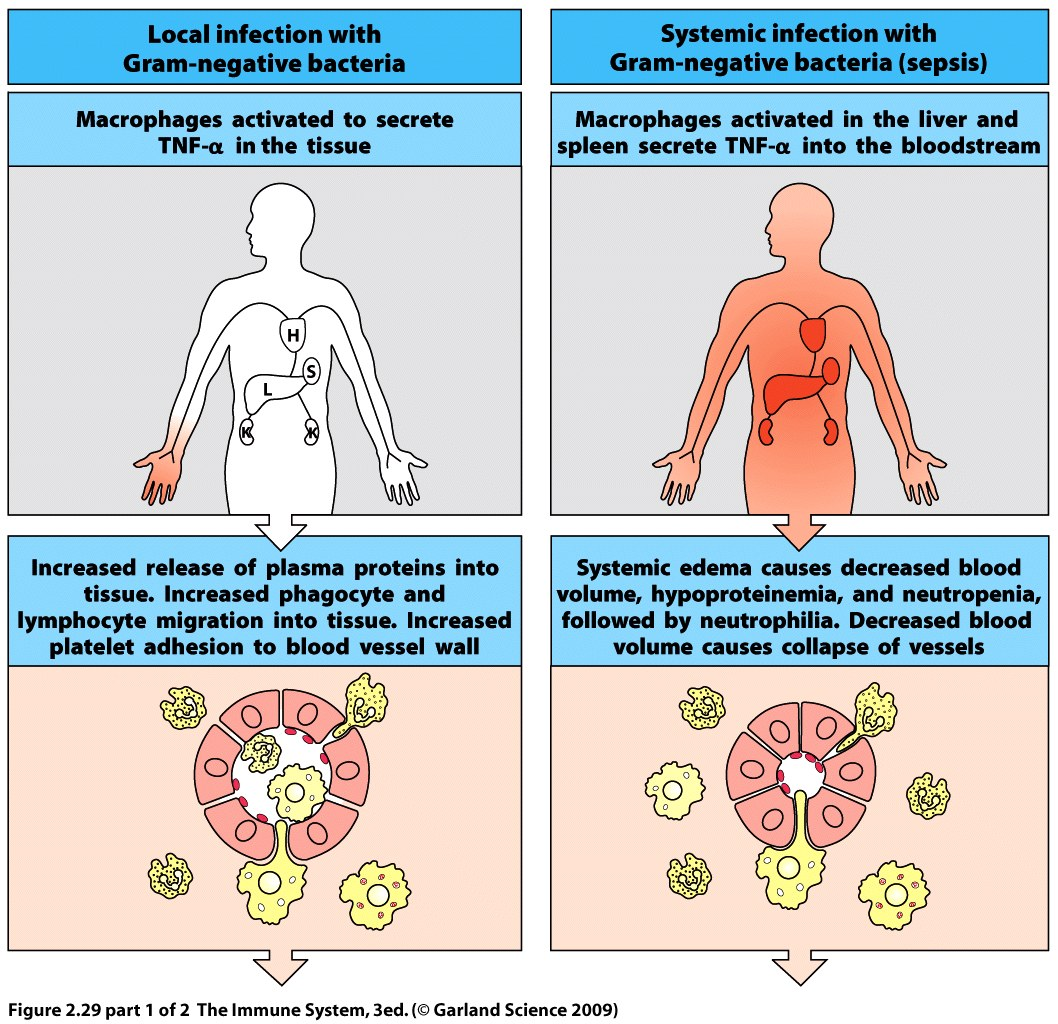 Local infection with
Gram-negative bacteria
Macrophages activated to secrete
TNF-α in the tissue
H
S
L
K
K
Increased release of plasma proteins into
tissue. Increased phagocyte and
lymphocyte migration into tissue. Increased
platelet adhesion to blood vessel wall
Systemic infection with
Gram-negative bacteria (sepsis)
Macrophages activated in the liver and
spleen secrete TNF-α into the bloodstream
Systemic edema causes decreased blood
volume, hypoproteinemia, and neutropenia,
followed by neutrophilia. Decreased blood
volume causes collapse of vessels
Figure 2.29 part 1 of 2 The Immune System, 3ed. (© Garland Science 2009)